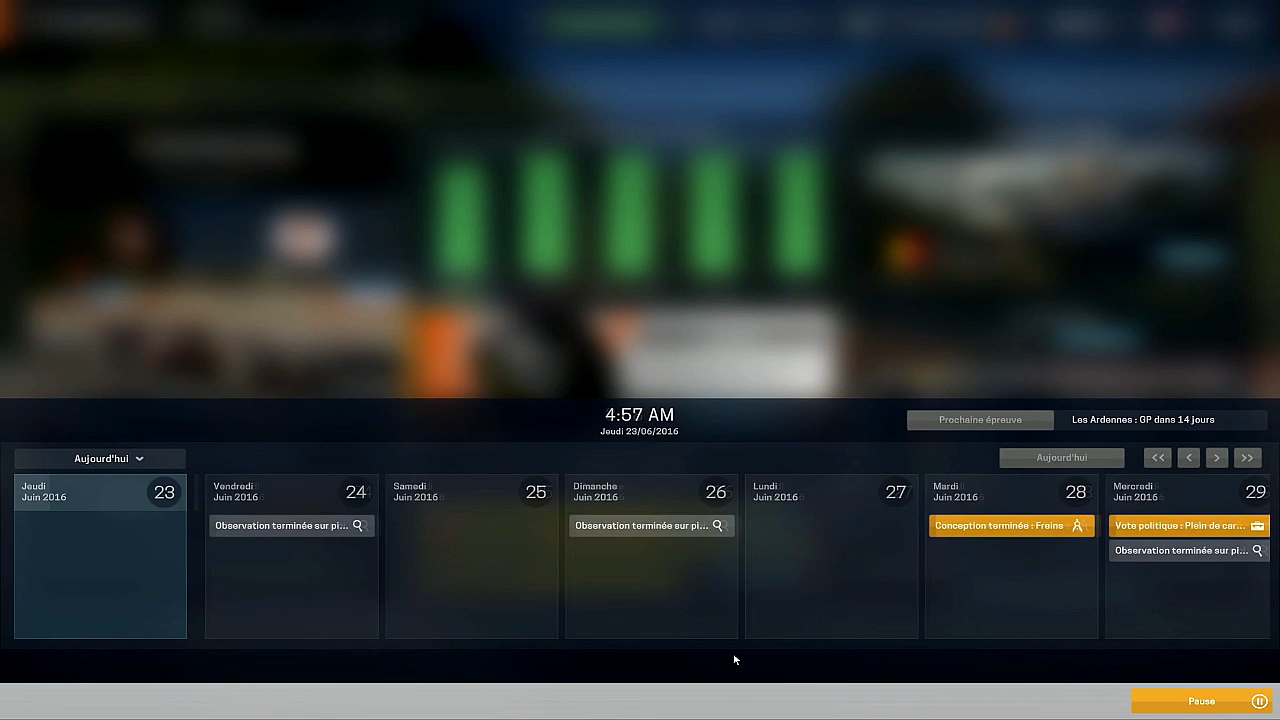 4:57 AM
Jeudi 23/06/2016
Prochaine épreuve
Les Ardennes : GP dans 14 jours
Aujourd'hui
Aujourd'hui
<<
<
>
>>
Jeudi
Juin 2016
23
Vendredi
Juin 2016
24
Observation terminée sur pi...
Samedi
Juin 2016
25
Dimanche
Juin 2016
26
Observation terminée sur pi...
Lundi
Juin 2016
27
Mardi
Juin 2016
28
Conception terminée : Freins
Mercredi
Juin 2016
29
Vote politique : Plein de car...
Observation terminée sur pi...
Pause